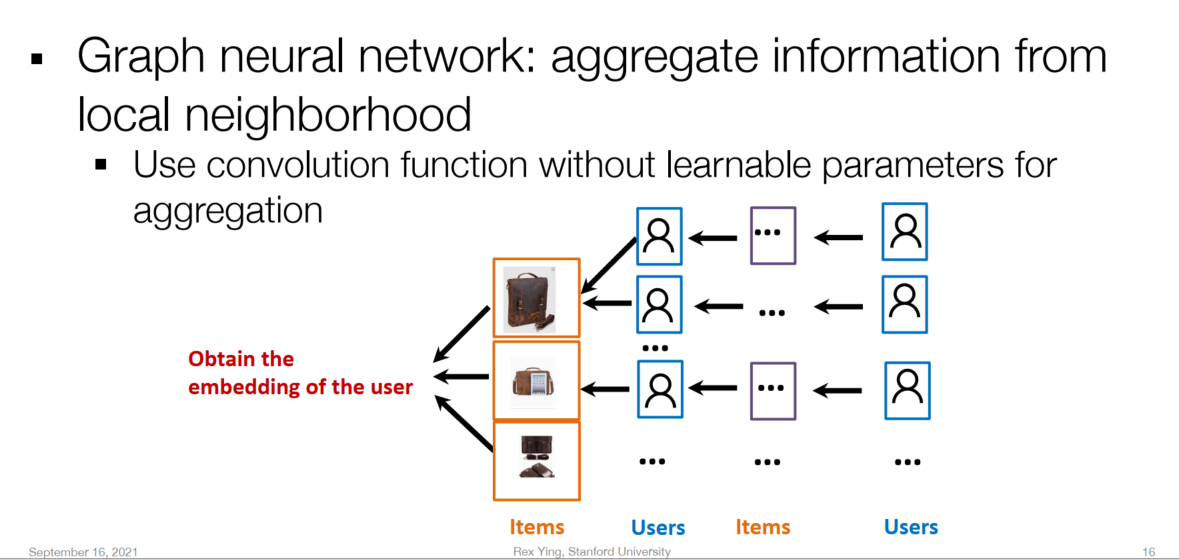 Graph neural network: aggregate information from
local neighborhood
Use convolution function without learnable parameters for
aggregation
...
...
...
...
Obtain the
embedding of the user
...
...
...
Items
Users
Items
Users
September 16, 2021
Rex Ying, Stanford University
16